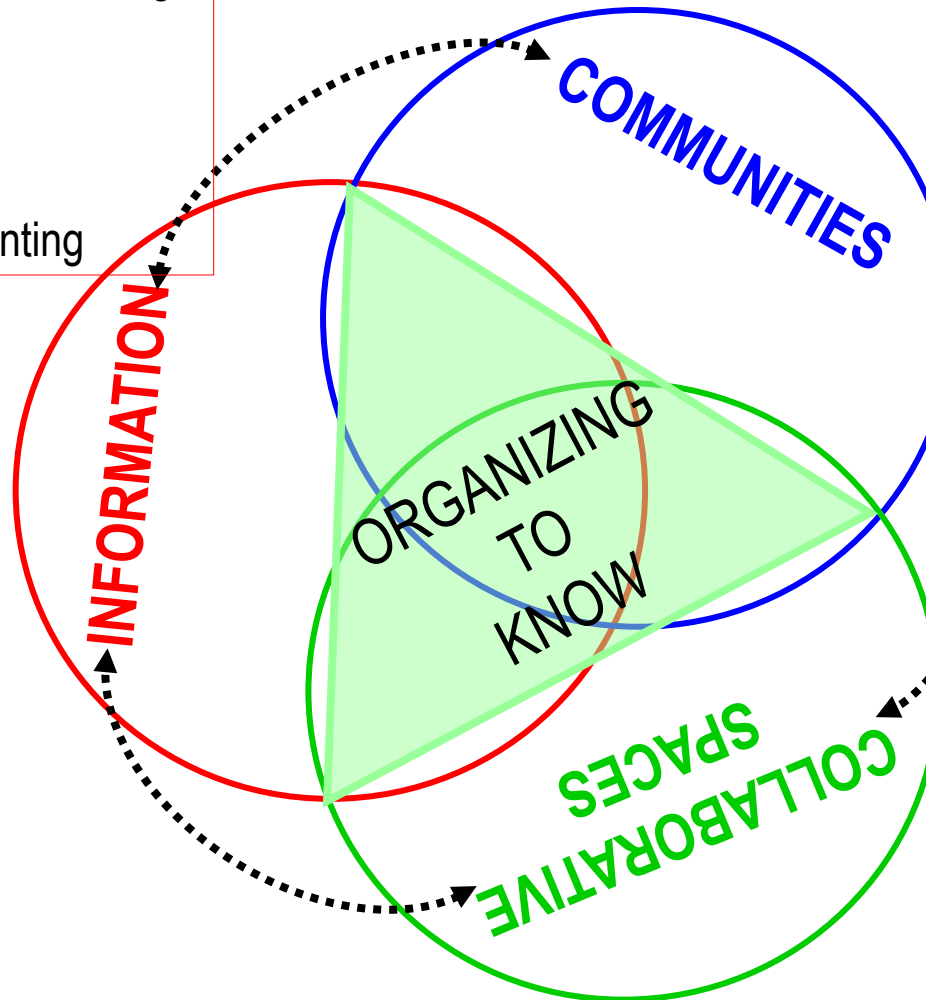 g
nting
COMMUNITIES
INFORMATION
ORGANIZING
TO
KNOW
COLLABORATIVE
SPACES